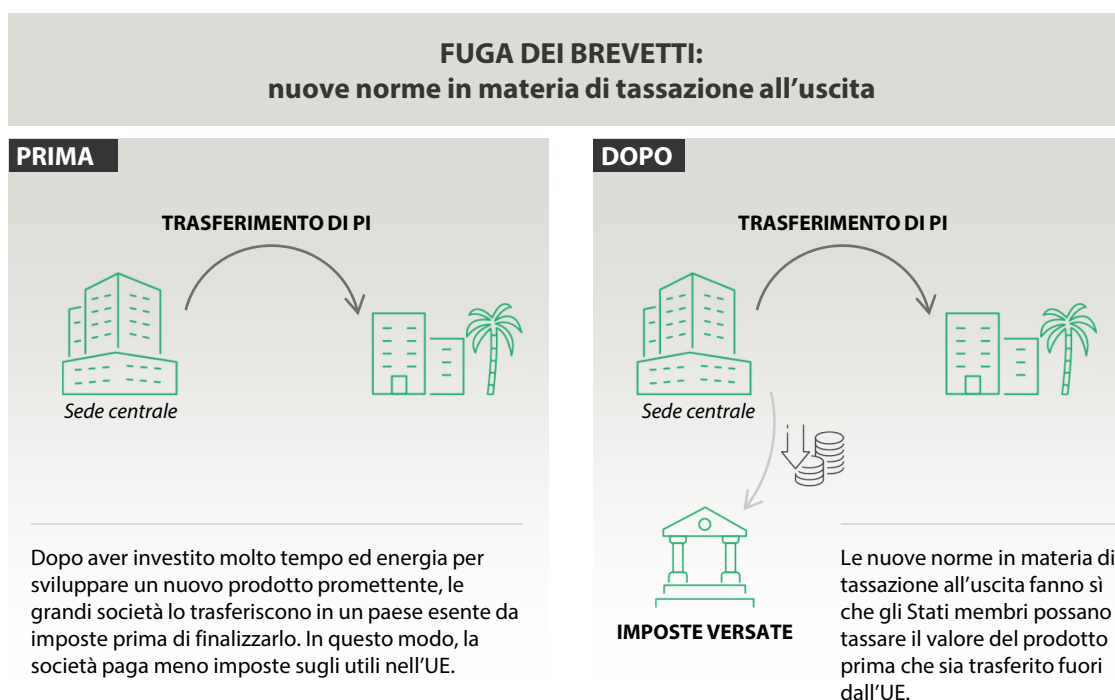 FUGA DEI BREVETTI:
nuove norme in materia di tassazione all’uscita
PRIMA
TRASFERIMENTO DI PI
Sede centrale
Dopo aver investito molto tempo ed energia per
sviluppare un nuovo prodotto promettente, le
grandi società lo trasferiscono in un paese esente da
imposte prima di finalizzarlo. In questo modo, la
società paga meno imposte sugli utili nell’UE.
DOPO
TRASFERIMENTO DI PI
Sede centrale
IMPOSTE VERSATE
Le nuove norme in materia di
tassazione all’uscita fanno sì
che gli Stati membri possano
tassare il valore del prodotto
prima che sia trasferito fuori
dall’UE.